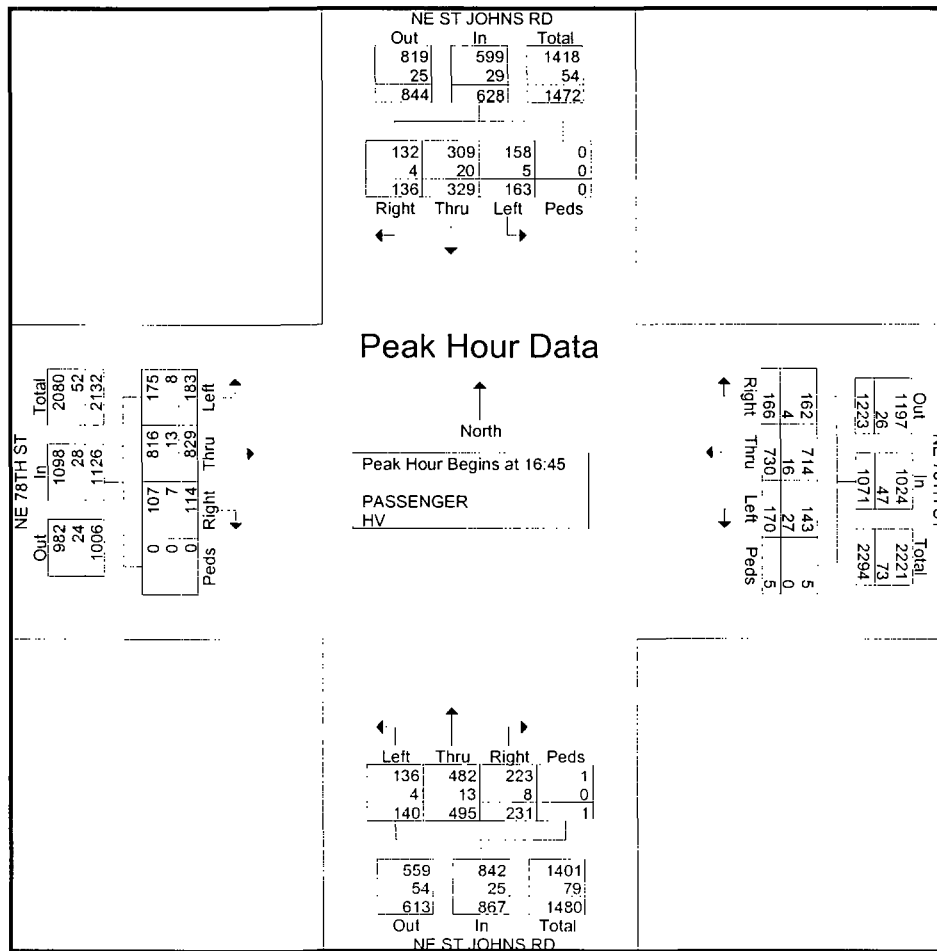 NE ST JOHNS RD
Out In Total
819 599 1418
25 29 54
844 628 1472
132 309 158 0
4 20 5 0
136 329 163 0
Right Thru Left Peds
Peak Hour Data
North
Peak Hour Begins at 16:45
PASSENGER
HV
NE 78TH ST
Total In Out
2080 1098 982
52 28 24
2132 1126 1006
175 816 107 0
8 13 7 0
183 829 114 0
Left Thru Right Peds
Right Thru Left Peds
166 730 170 5
4 16 27 0
162 714 143 5
Out In Total
1197 1024 2221
26 47 73
1223 1071 2294
Left Thru Right Peds
136 482 223 1
4 13 8 0
140 495 231 1
559 842 1401
54 25 79
613 867 1480
Out In Total
NE ST JOHNS RD